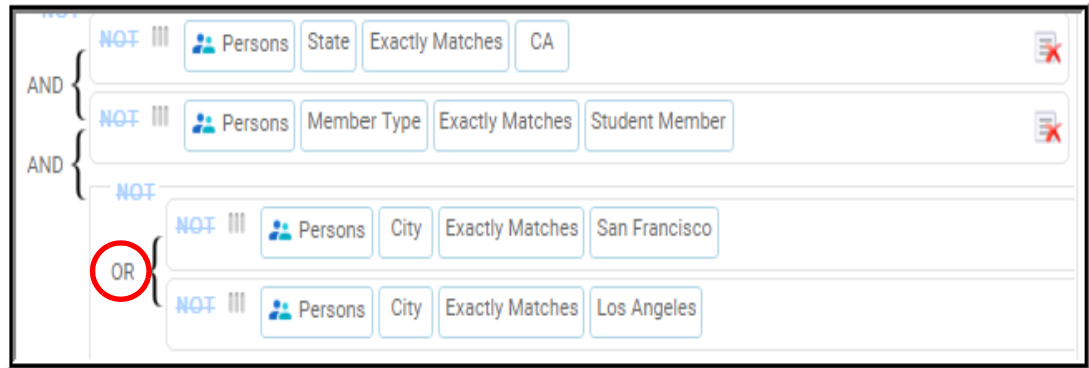 NOT
NOT Persons State Exactly Matches CA
AND
NOT Persons Member Type Exactly Matches Student Member
AND
NOT
NOT Persons City Exactly Matches San Francisco
OR
NOT Persons City Exactly Matches Los Angeles